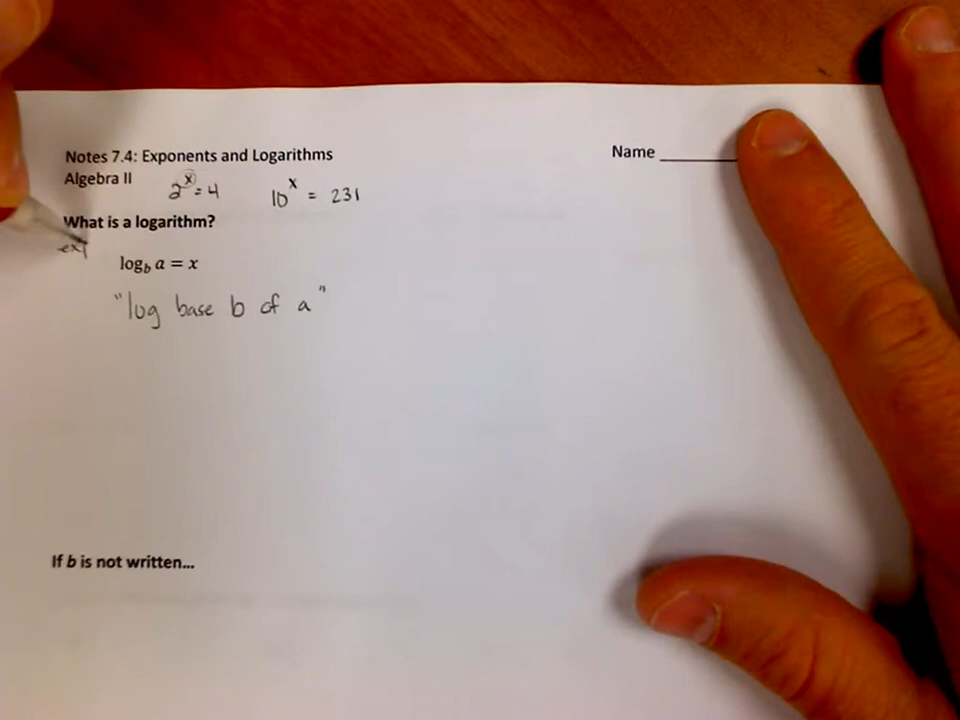 Notes 7.4: Exponents and Logarithms
Name ________
Algebra II
2^x = 4 10^x = 231
What is a logarithm?
log_b a = x
"log base b of a"
If b is not written...